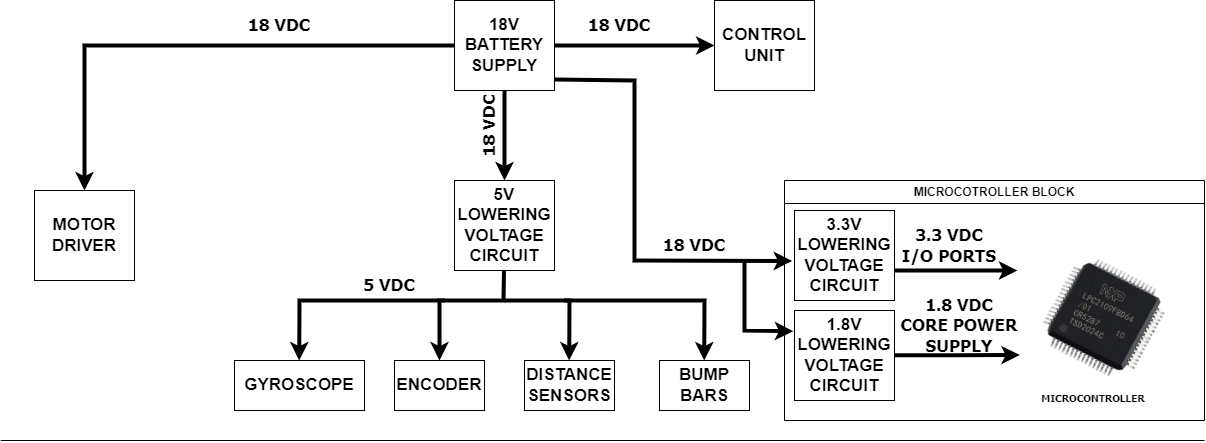 18 VDC
18V
BATTERY
SUPPLY
18 VDC
CONTROL
UNIT
18 VDC
MOTOR
DRIVER
5V
LOWERING
VOLTAGE
CIRCUIT
18 VDC
MICROCOTROLLER BLOCK
3.3V
LOWERING
VOLTAGE
CIRCUIT
3.3 VDC
I/O PORTS
1.8V
LOWERING
VOLTAGE
CIRCUIT
1.8 VDC
CORE POWER
SUPPLY
NXP
LPC2109FBD64
/01
CR5287 10
TSD2024C
MICROCONTROLLER
5 VDC
GYROSCOPE
ENCODER
DISTANCE
SENSORS
BUMP
BARS